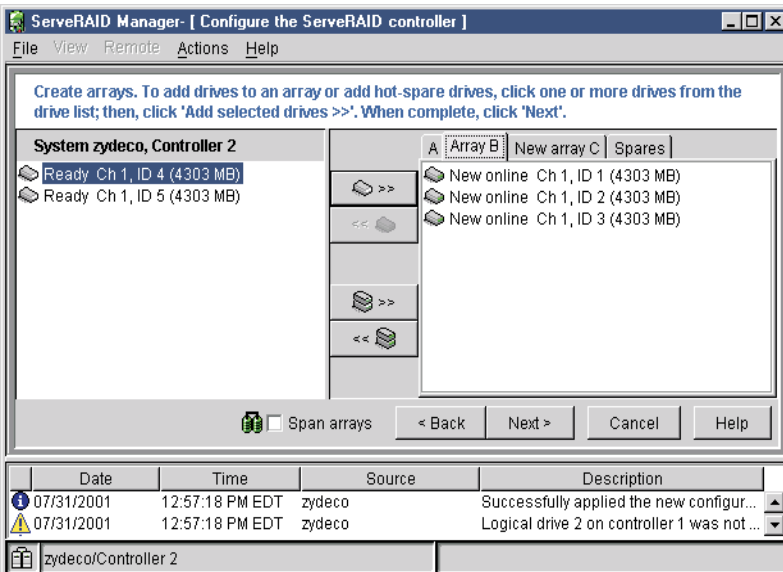 ServeRAID Manager- [ Configure the ServeRAID controller ]
File View Remote Actions Help
Create arrays. To add drives to an array or add hot-spare drives, click one or more drives from the
drive list; then, click 'Add selected drives >>'. When complete, click 'Next'.
System zydeco, Controller 2
Ready Ch 1, ID 4 (4303 MB)
Ready Ch 1, ID 5 (4303 MB)
>>
<<
>>
<<
A Array B New array C Spares
New online Ch 1, ID 1 (4303 MB)
New online Ch 1, ID 2 (4303 MB)
New online Ch 1, ID 3 (4303 MB)
Span arrays < Back Next > Cancel Help
Date Time Source Description
07/31/2001 12:57:18 PM EDT zydeco Successfully applied the new configur...
07/31/2001 12:57:18 PM EDT zydeco Logical drive 2 on controller 1 was not ...
zydeco/Controller 2